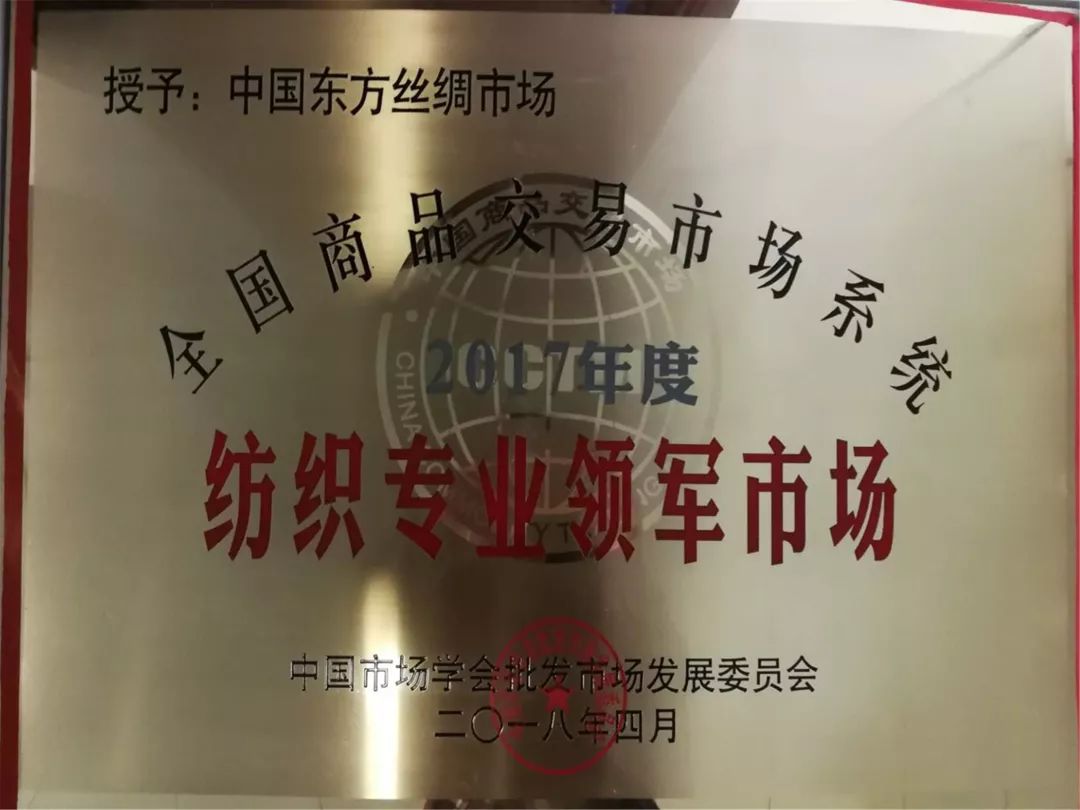 授予：中国东方丝绸市场
全国商品交易市场系统
2017年度
纺织专业领军市场
中国市场学会批发市场发展委员会
二〇一八年四月